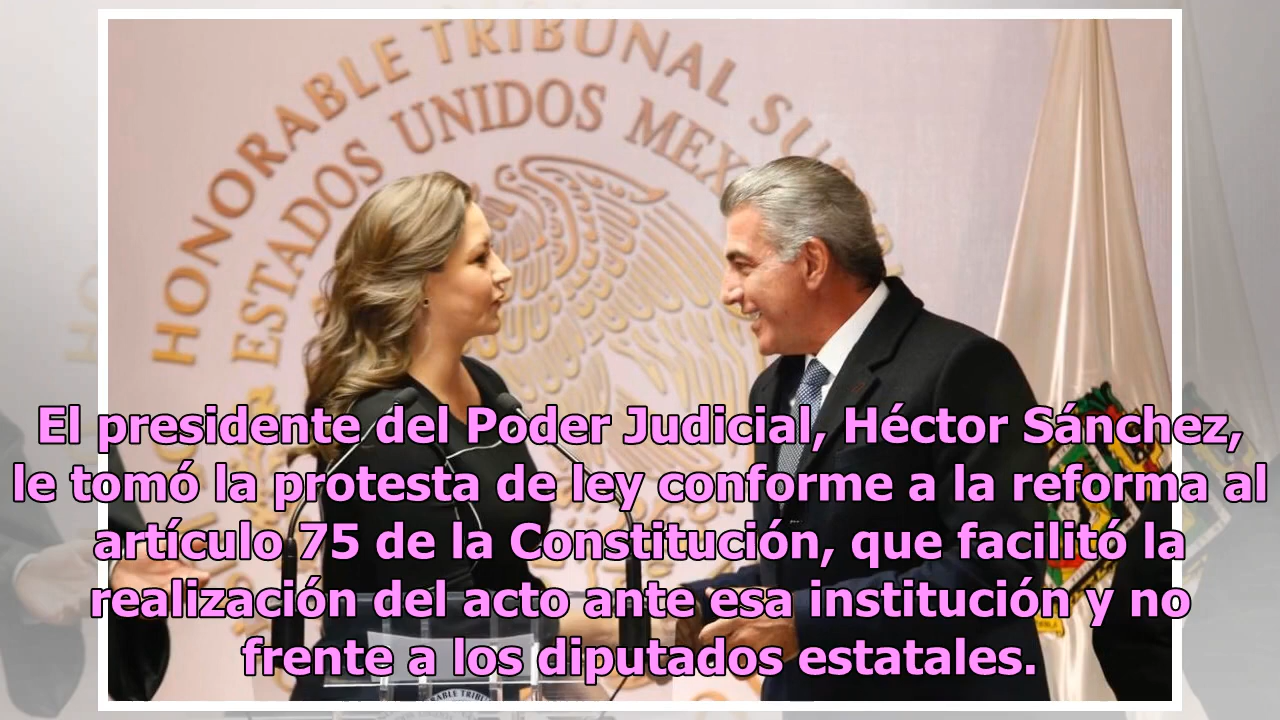 HONORABLE TRIBUNAL SU
ESTADOS UNIDOS MEX
El presidente del Poder Judicial, Héctor Sánchez,
le tomó la protesta de ley conforme a la reforma al
artículo 75 de la Constitución, que facilitó la
realización del acto ante esa institución y no
frente a los diputados estatales.